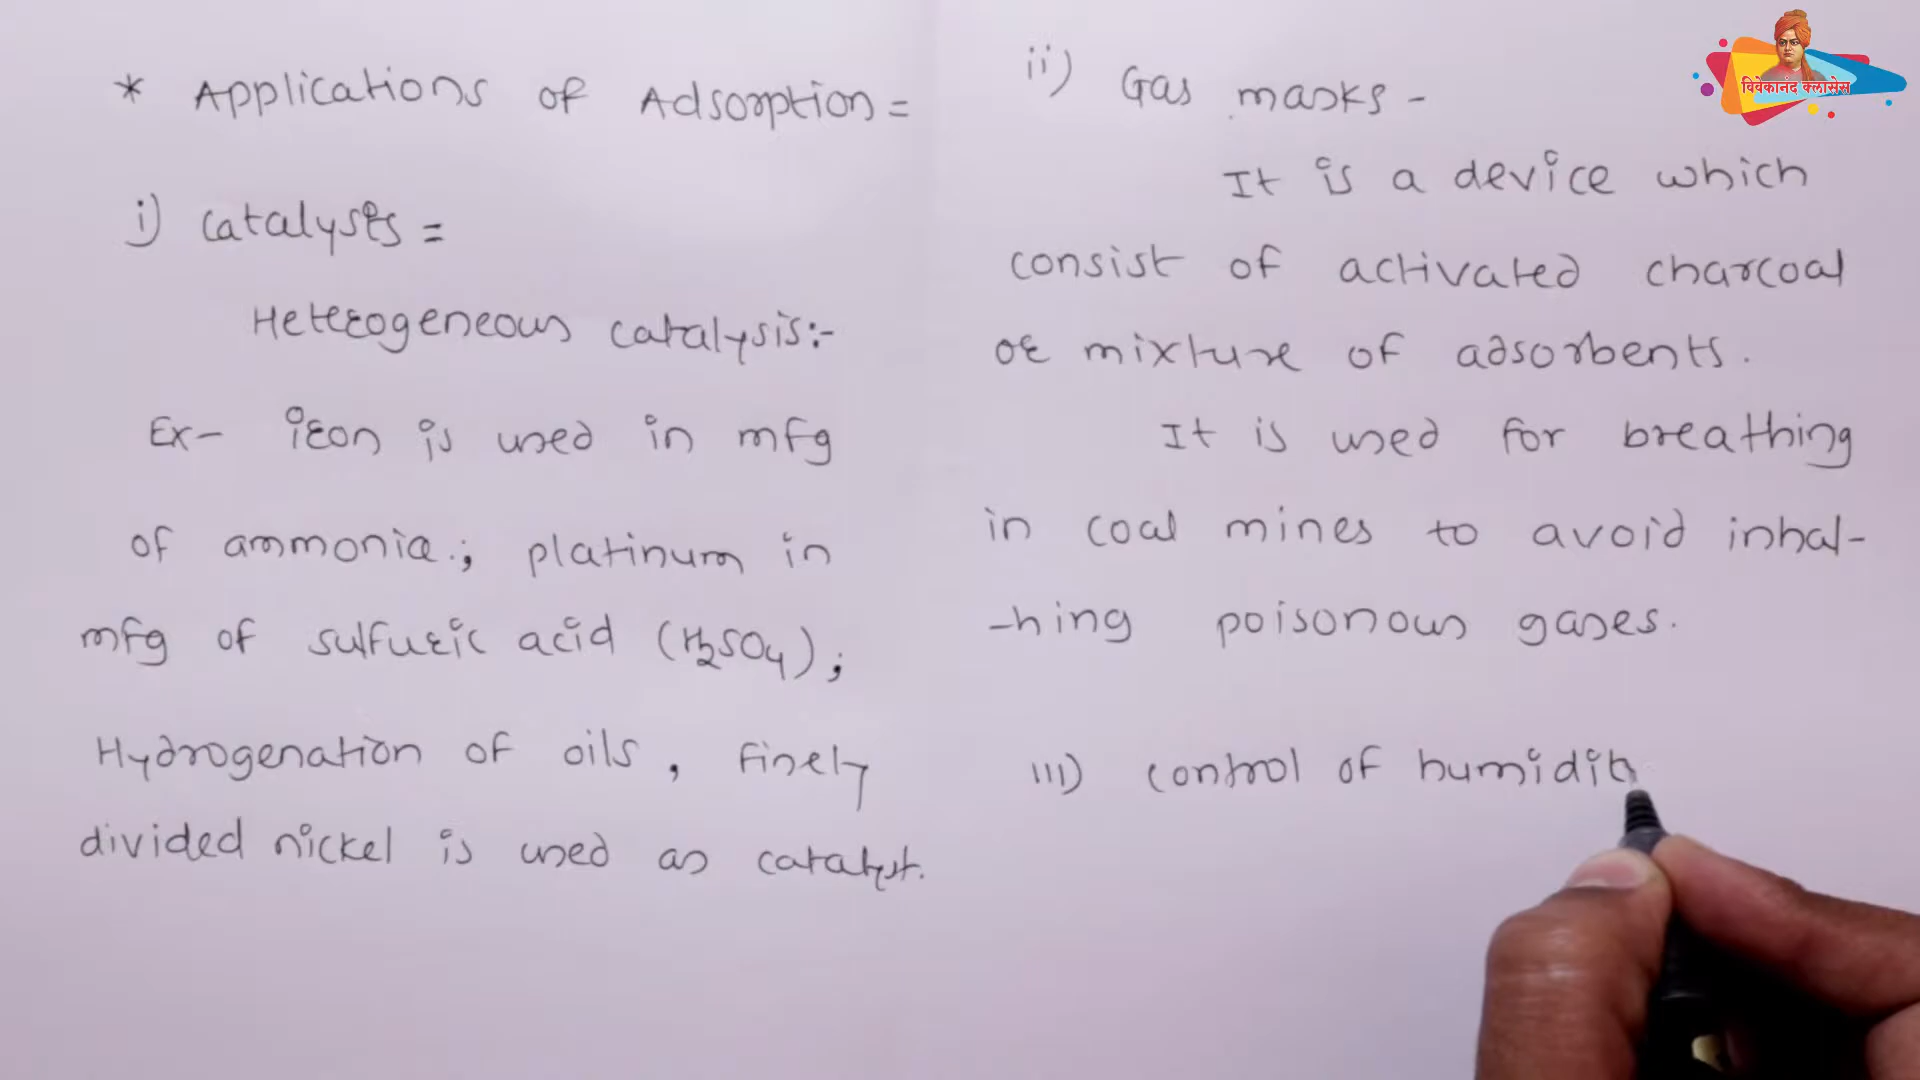 * Applications of Adsorption =
i) Catalysts =
Heterogeneous catalysis:-
Ex- iron is used in mfg
of ammonia.; platinum in
mfg of sulfuric acid (H2SO4);
Hydrogenation of oils, finely
divided nickel is used as catalyst.
ii) Gas masks -
It is a device which
consist of activated charcoal
or mixture of adsorbents.
It is used for breathing
in coal mines to avoid inhal-
-hing poisonous gases.
iii) control of humidit
विवेकानंद क्लासेस